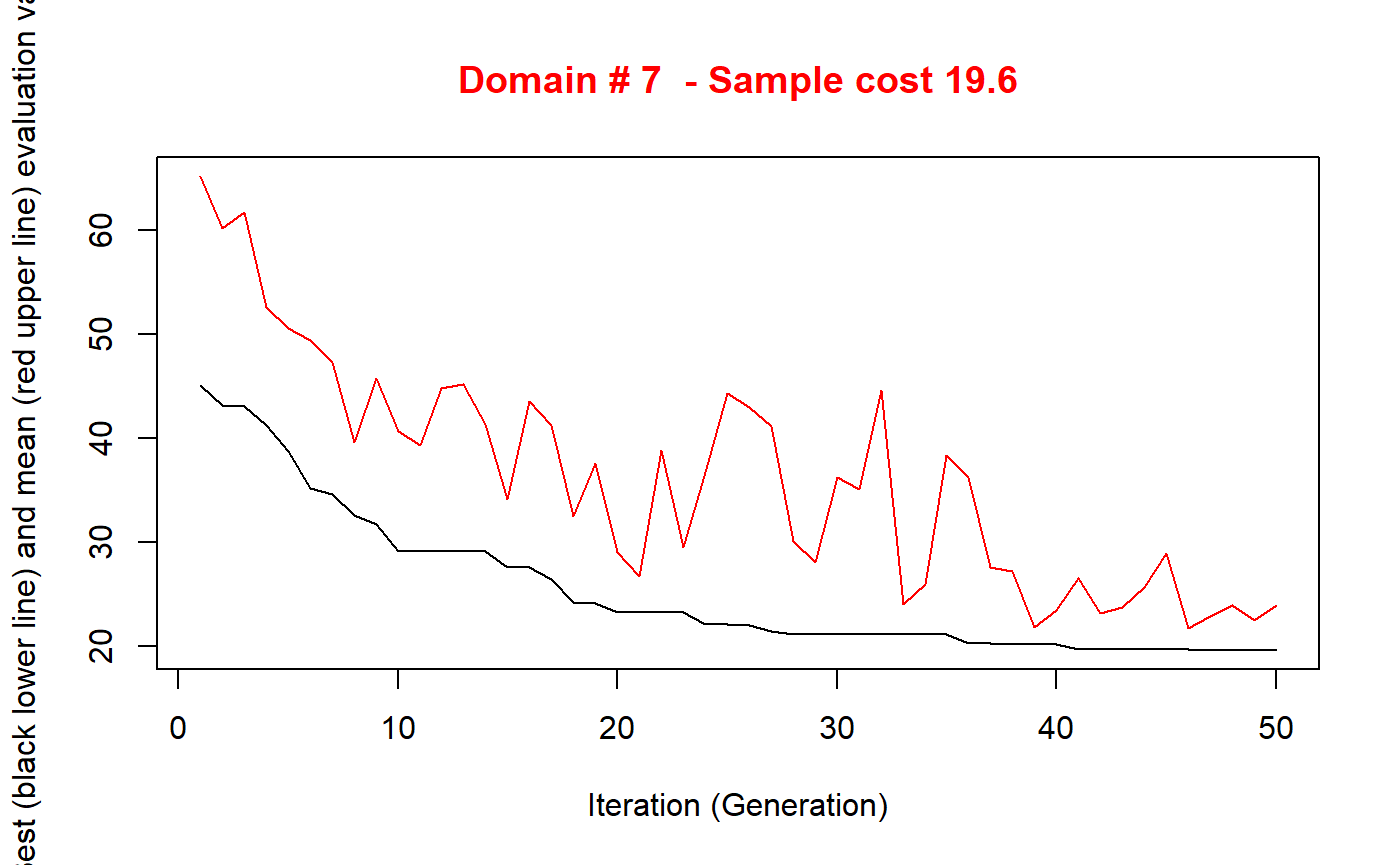 Domain # 7 - Sample cost 19.6
(black lower line) and mean (red upper line) evaluation
60
50
40
30
20
0 10 20 30 40 50
Iteration (Generation)